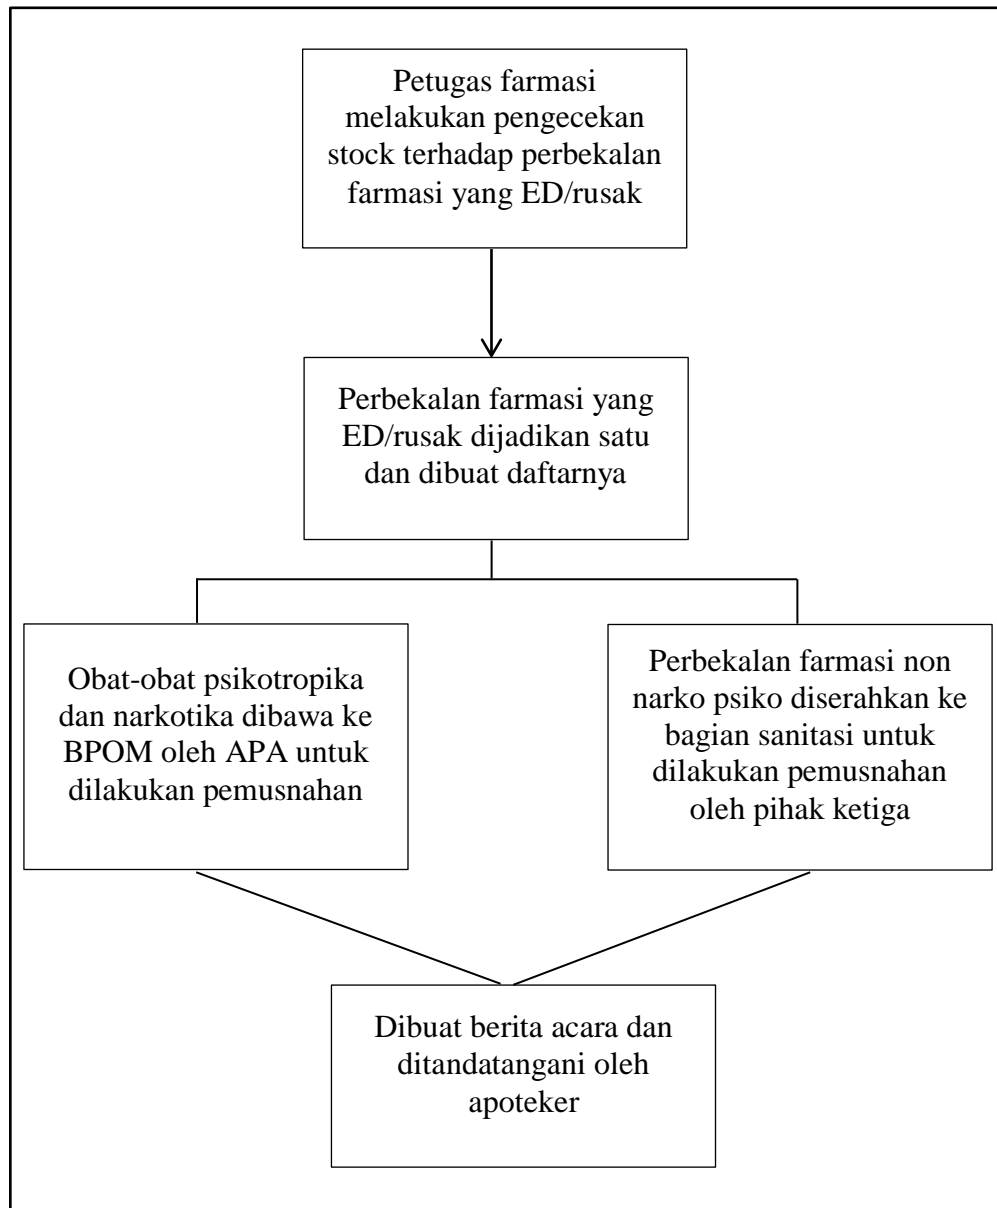 Petugas farmasi
melakukan pengecekan
stock terhadap perbekalan
farmasi yang ED/rusak
Perbekalan farmasi yang
ED/rusak dijadikan satu
dan dibuat daftarnya
Obat-obat psikotropika
dan narkotika dibawa ke
BPOM oleh APA untuk
dilakukan pemusnahan
Perbekalan farmasi non
narko psiko diserahkan ke
bagian sanitasi untuk
dilakukan pemusnahan
oleh pihak ketiga
Dibuat berita acara dan
ditandatangani oleh
apoteker